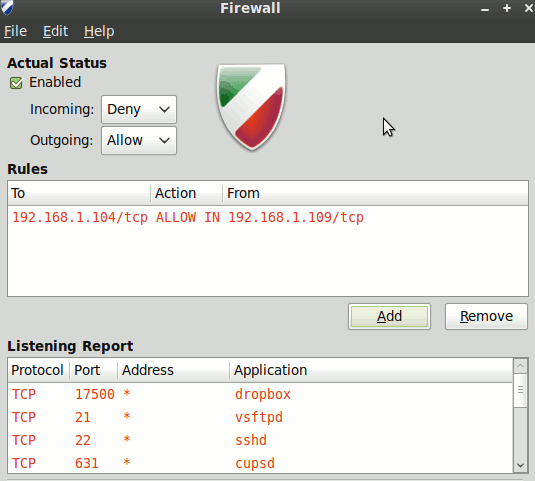 Firewall
File Edit Help
Actual Status
Enabled
Incoming: Deny
Outgoing: Allow
Rules
To Action From
192.168.1.104/tcp ALLOW IN 192.168.1.109/tcp
Add Remove
Listening Report
Protocol Port Address Application
TCP 17500 * dropbox
TCP 21 * vsftpd
TCP 22 * sshd
TCP 631 * cupsd